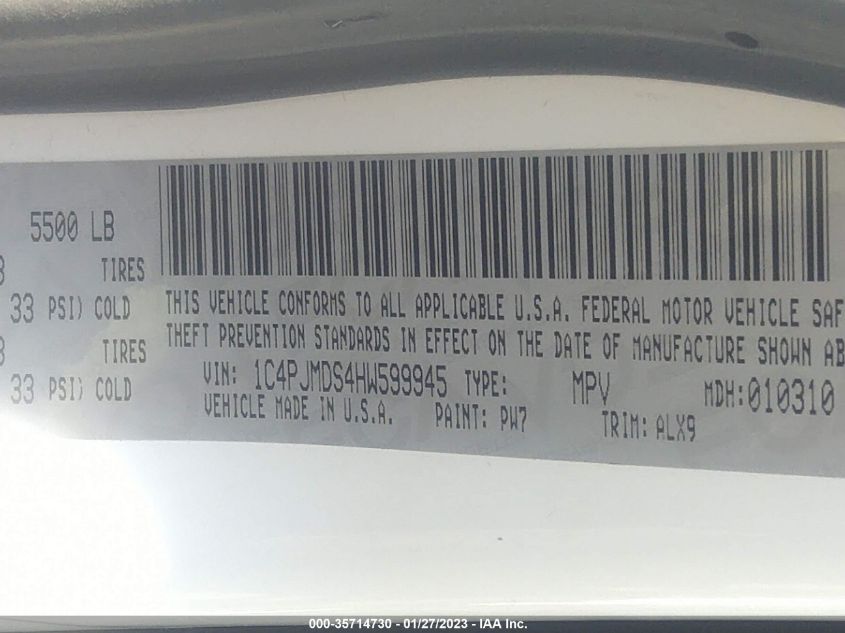 5500 LB
TIRES
33 PSI) COLD
TIRES
33 PSI) COLD
THIS VEHICLE CONFORMS TO ALL APPLICABLE U.S.A. FEDERAL MOTOR VEHICLE SAF
THEFT PREVENTION STANDARDS IN EFFECT ON THE DATE OF MANUFACTURE SHOWN AB
VIN: 1C4PJMDS4HW599945 TYPE: MPV MDH:010310
VEHICLE MADE IN U.S.A. PAINT: PW7 TRIM: ALX9
000-35714730 - 01/27/2023 - IAA Inc.